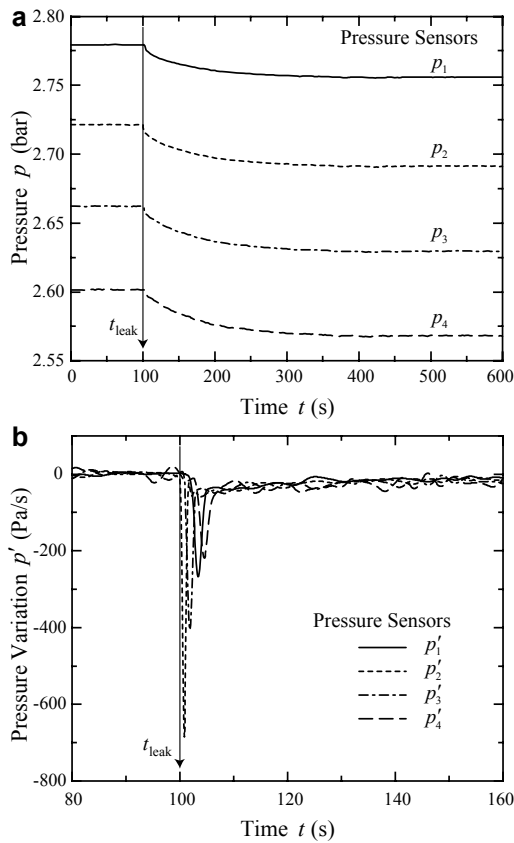 a
2.80
2.75
2.70
2.65
2.60
2.55
Pressure p (bar)
Pressure Sensors
p1
p2
p3
p4
tleak
0 100 200 300 400 500 600
Time t (s)
b
0
-200
-400
-600
-800
Pressure Variation p′ (Pa/s)
Pressure Sensors
p′1
p′2
p′3
p′4
tleak
80 100 120 140 160
Time t (s)